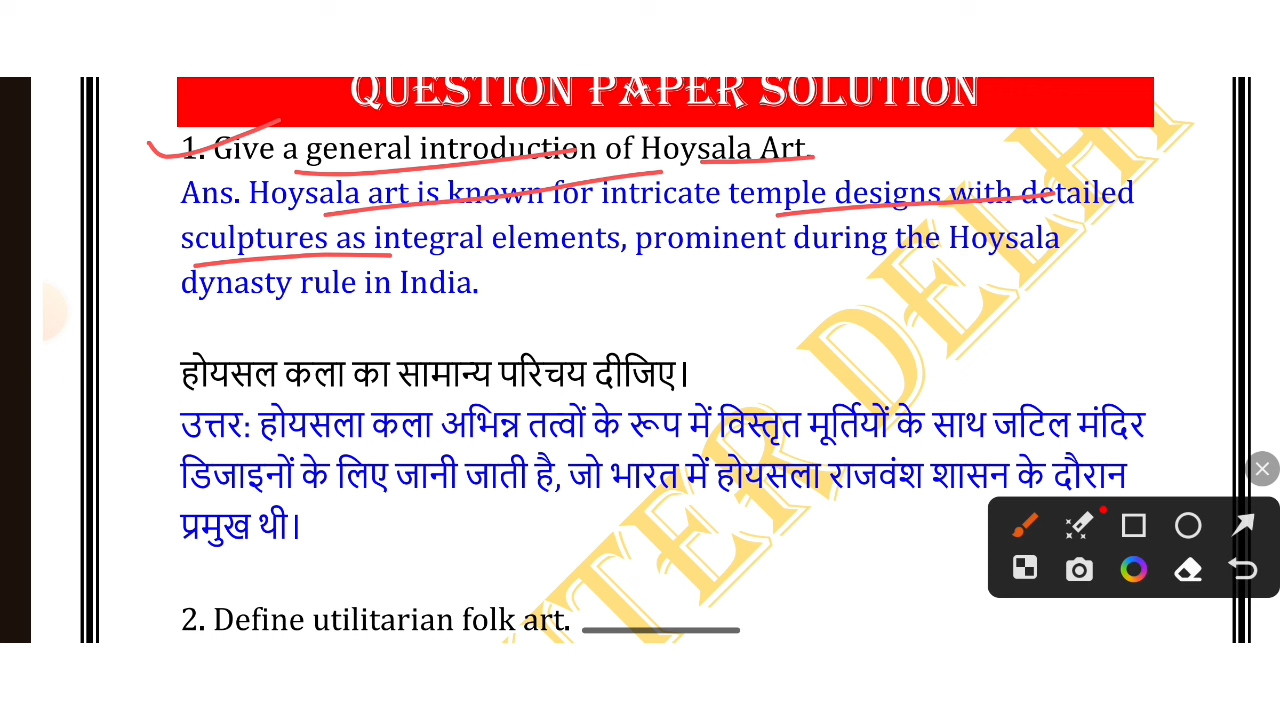 QUESTION PAPER SOLUTION
1. Give a general introduction of Hoysala Art.
Ans. Hoysala art is known for intricate temple designs with detailed
sculptures as integral elements, prominent during the Hoysala
dynasty rule in India.
होयसल कला का सामान्य परिचय दीजिए।
उत्तर: होयसला कला अभिन्न तत्वों के रूप में विस्तृत मूर्तियों के साथ जटिल मंदिर
डिजाइनों के लिए जानी जाती है, जो भारत में होयसला राजवंश शासन के दौरान
प्रमुख थी।
2. Define utilitarian folk art.
TER DELHI